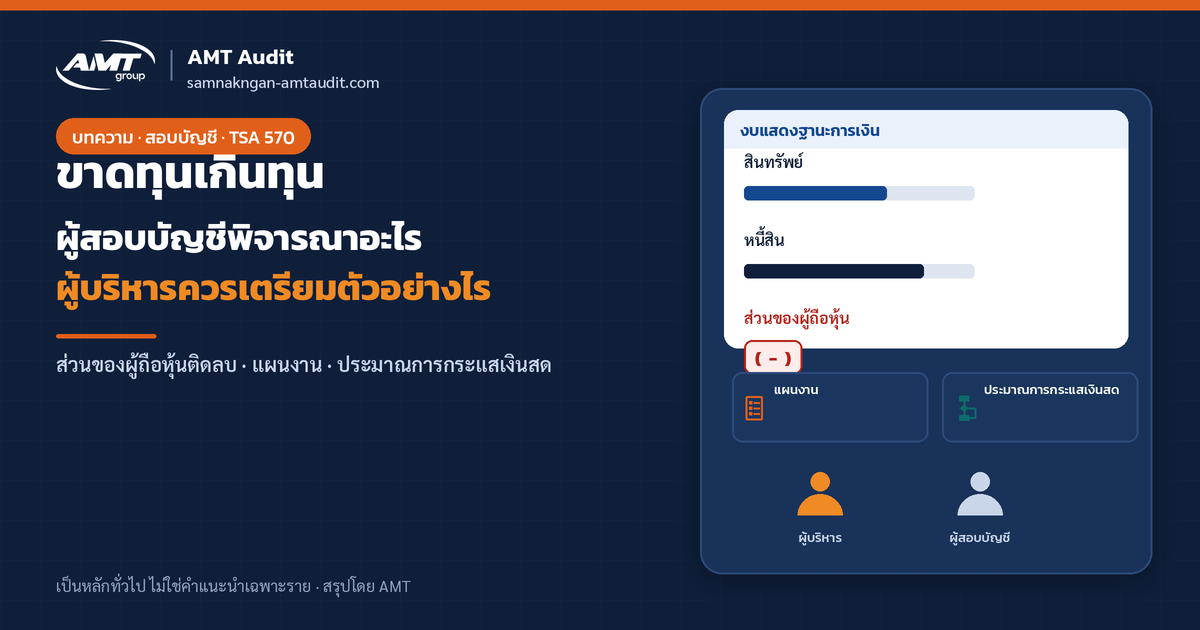 AMT
group
AMT Audit
samnakngan-amtaudit.com
บทความ · สอบบัญชี · TSA 570
ขาดทุนเกินทุน
ผู้สอบบัญชีพิจารณาอะไร
ผู้บริหารควรเตรียมตัวอย่างไร
ส่วนของผู้ถือหุ้นติดลบ · แผนงาน · ประมาณการกระแสเงินสด
เป็นหลักทั่วไป ไม่ใช่คำแนะนำเฉพาะราย · สรุปโดย AMT
งบแสดงฐานะการเงิน
สินทรัพย์
หนี้สิน
ส่วนของผู้ถือหุ้น
( - )
แผนงาน
ประมาณการกระแสเงินสด
ผู้บริหาร
ผู้สอบบัญชี